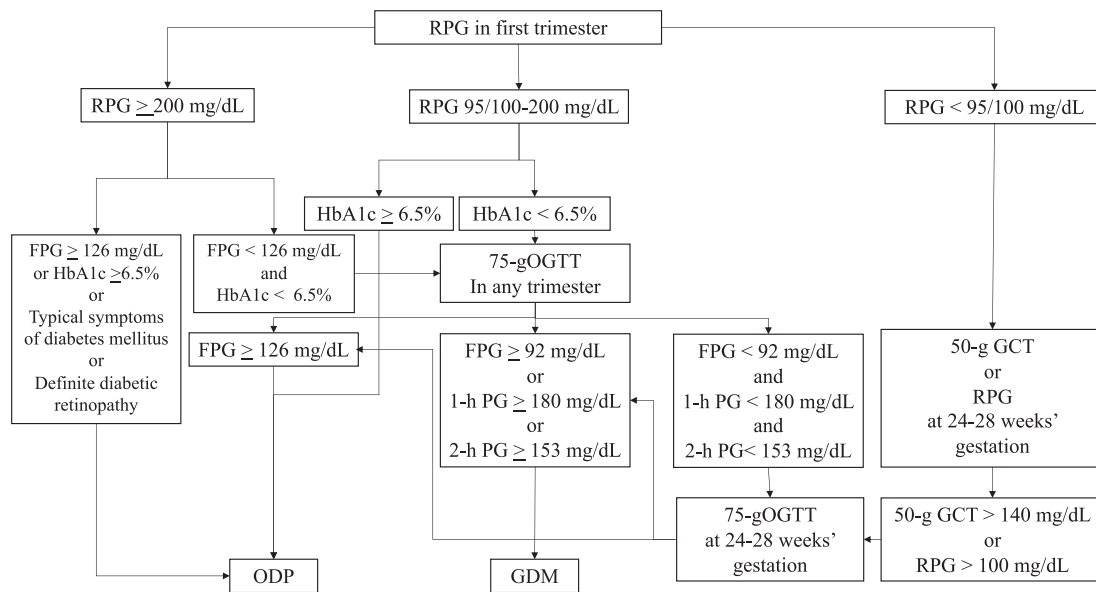 RPG in first trimester
RPG ≥ 200 mg/dL
RPG 95/100-200 mg/dL
RPG < 95/100 mg/dL
HbA1c ≥ 6.5%
HbA1c < 6.5%
FPG ≥ 126 mg/dL
or HbA1c ≥6.5%
or
Typical symptoms
of diabetes mellitus
or
Definite diabetic
retinopathy
FPG < 126 mg/dL
and
HbA1c < 6.5%
75-gOGTT
In any trimester
FPG ≥ 126 mg/dL
FPG ≥ 92 mg/dL
or
1-h PG ≥ 180 mg/dL
or
2-h PG ≥ 153 mg/dL
FPG < 92 mg/dL
and
1-h PG < 180 mg/dL
and
2-h PG< 153 mg/dL
50-g GCT
or
RPG
at 24-28 weeks’
gestation
75-gOGTT
at 24-28 weeks’
gestation
50-g GCT > 140 mg/dL
or
RPG > 100 mg/dL
ODP
GDM